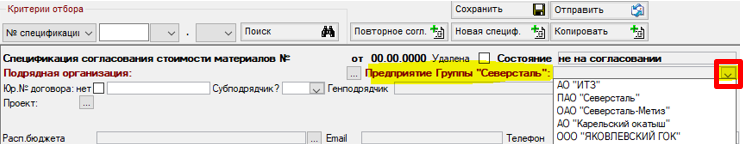 Критерии отбора
№ спецификации . Поиск Повторное согл. Сохранить Отправить
Новая специф. Копировать
Спецификация согласования стоимости материалов № от 00.00.0000 Удалена Состояние не на согласовании
Подрядная организация: ... Предприятие Группы "Северсталь":
Юр.№ договора: нет Субподрядчик? Генподрядчик
Проект: ...
АО "ИТЗ"
ПАО "Северсталь"
ОАО "Северсталь-Метиз"
АО "Карельский окатыш"
ООО "ЯКОВЛЕВСКИЙ ГОК"
Расп.бюджета ... Email Телефон